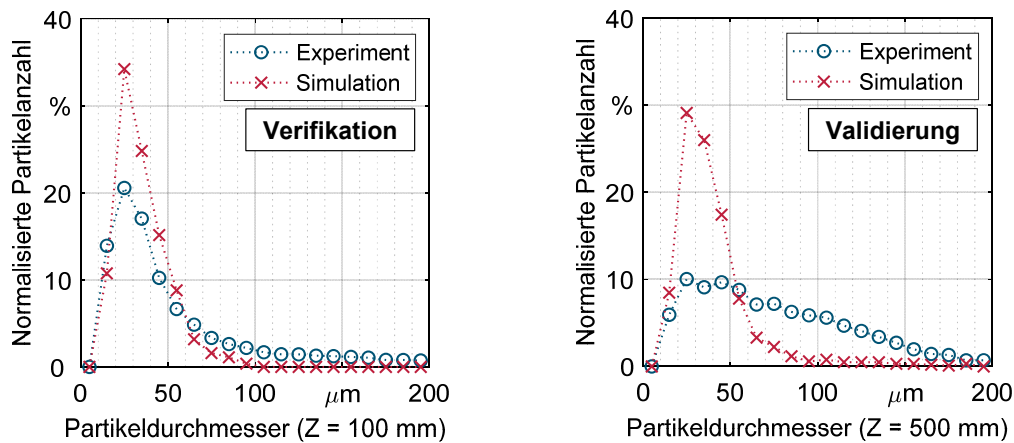 40
%
20
10
0
Normalisierte Partikelanzahl
Experiment
Simulation
Verifikation
0 50 100 μm 200
Partikeldurchmesser (Z = 100 mm)
40
%
20
10
0
Normalisierte Partikelanzahl
Experiment
Simulation
Validierung
0 50 100 μm 200
Partikeldurchmesser (Z = 500 mm)